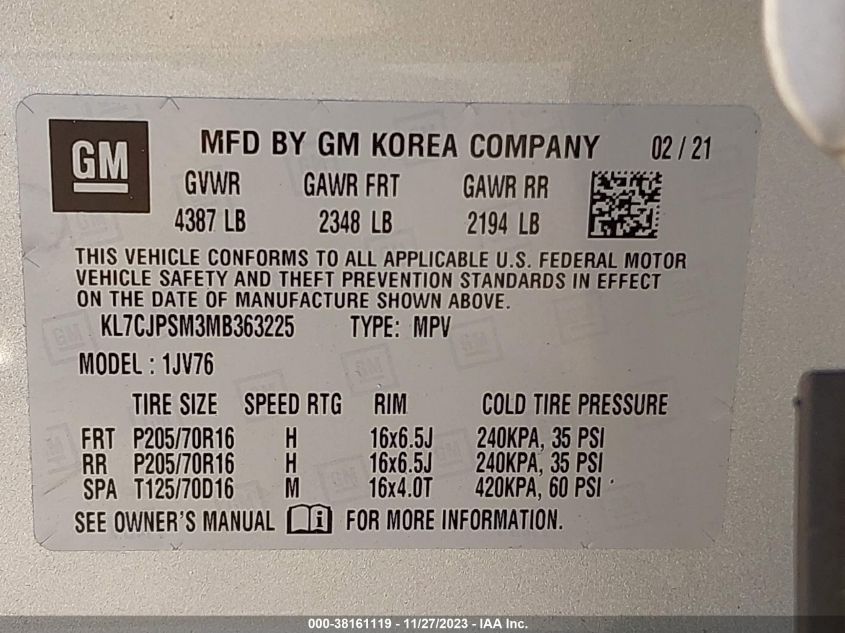 GM MFD BY GM KOREA COMPANY 02 / 21
GVWR GAWR FRT GAWR RR
4387 LB 2348 LB 2194 LB
THIS VEHICLE CONFORMS TO ALL APPLICABLE U.S. FEDERAL MOTOR
VEHICLE SAFETY AND THEFT PREVENTION STANDARDS IN EFFECT
ON THE DATE OF MANUFACTURE SHOWN ABOVE.
KL7CJPSM3MB363225 TYPE: MPV
MODEL : 1JV76
TIRE SIZE SPEED RTG RIM COLD TIRE PRESSURE
FRT P205/70R16 H 16x6.5J 240KPA, 35 PSI
RR P205/70R16 H 16x6.5J 240KPA, 35 PSI
SPA T125/70D16 M 16x4.0T 420KPA, 60 PSI
SEE OWNER'S MANUAL i FOR MORE INFORMATION.
000-38161119 - 11/27/2023 - IAA Inc.